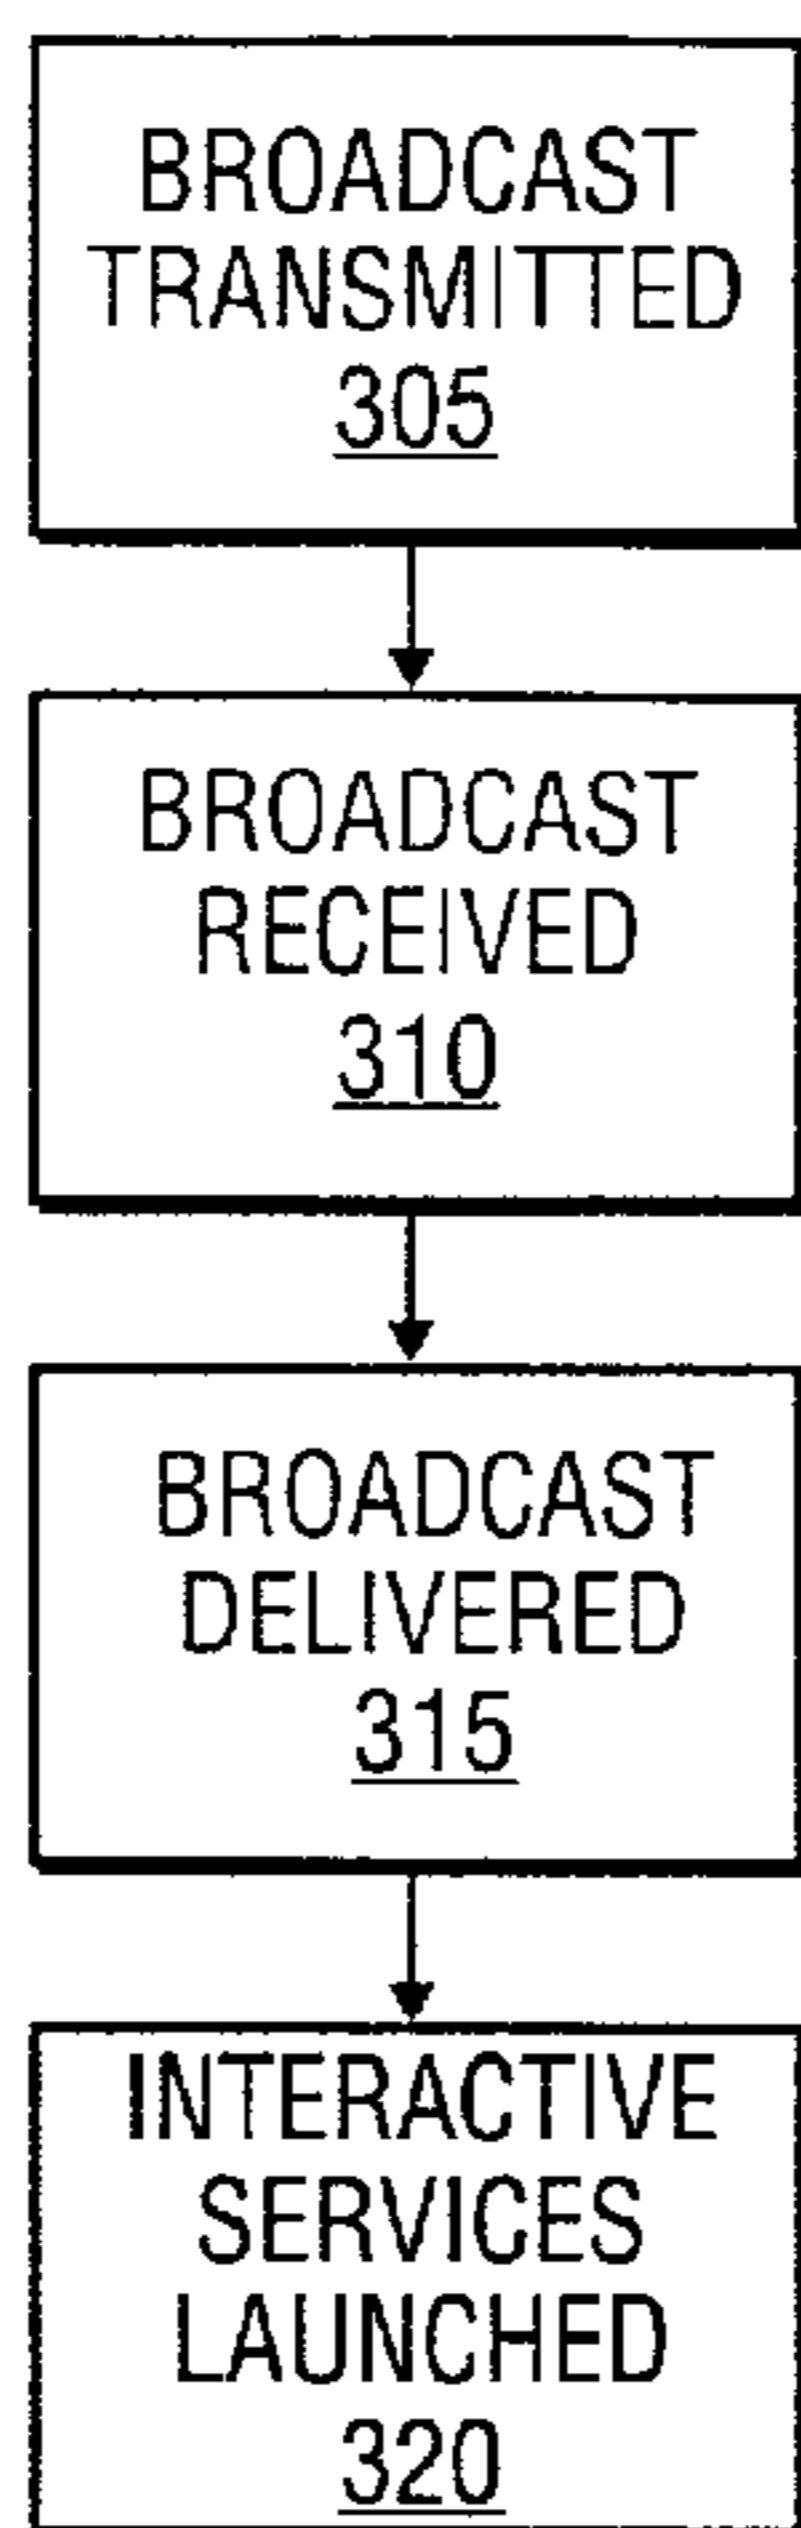 BROADCAST
TRANSMITTED
305
BROADCAST
RECEIVED
310
BROADCAST
DELIVERED
315
INTERACTIVE
SERVICES
LAUNCHED
320